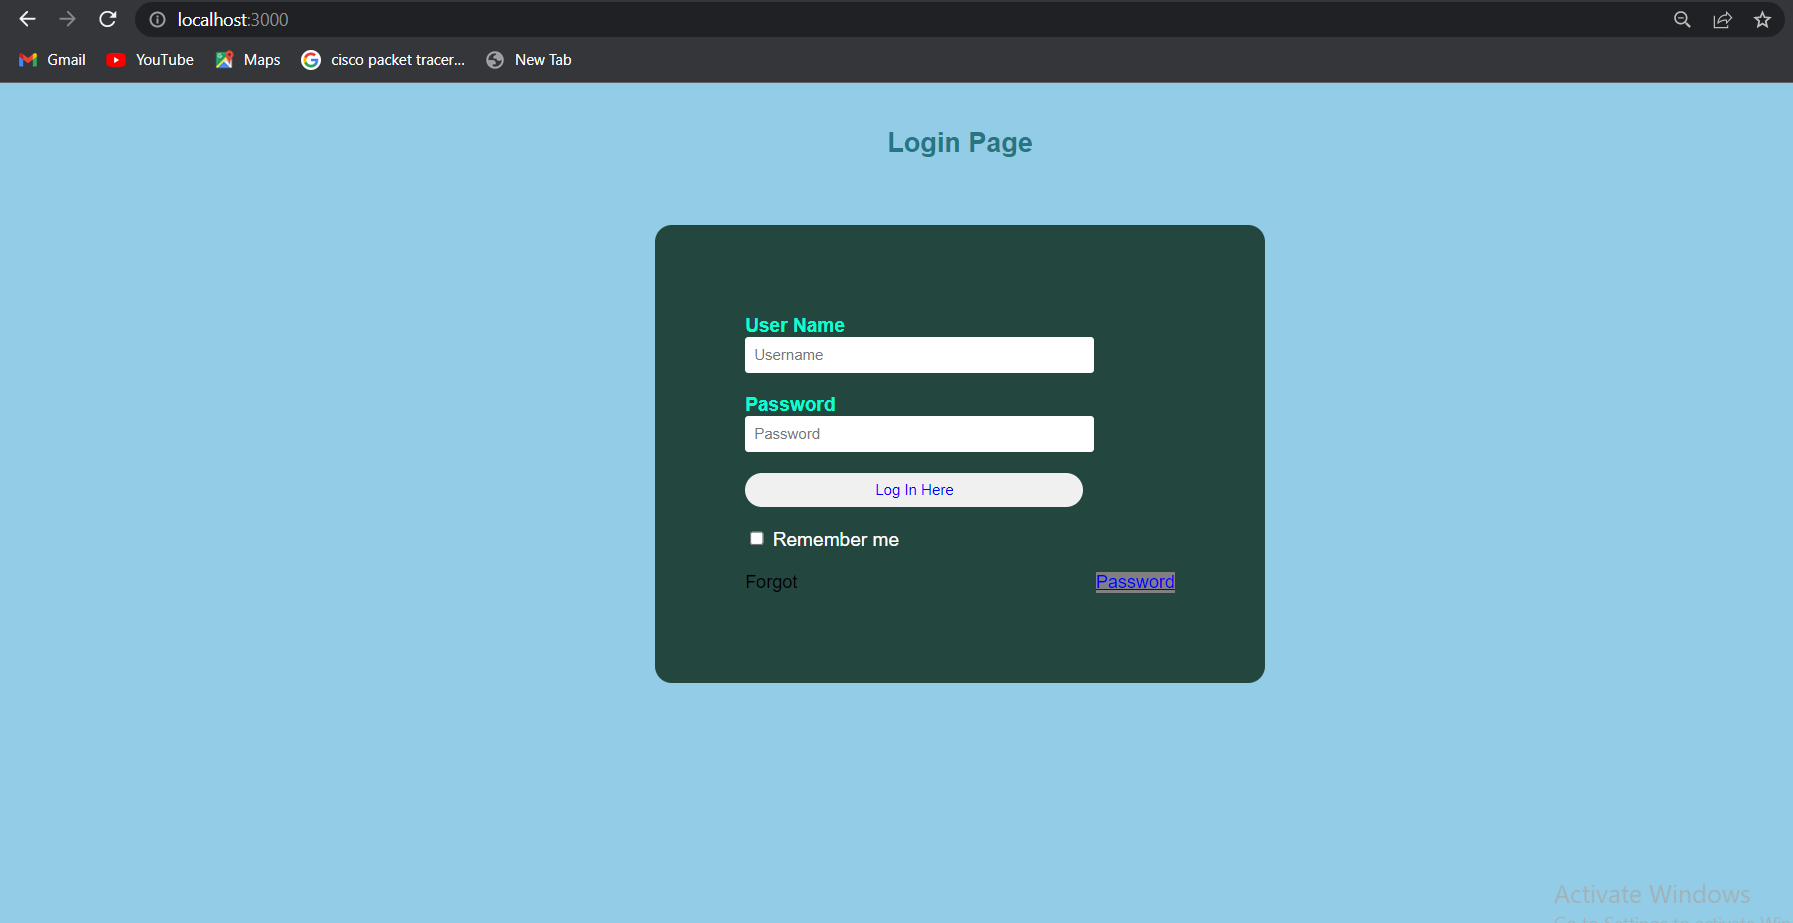 localhost:3000
Gmail YouTube Maps cisco packet tracer... New Tab
Login Page
User Name
Username
Password
Password
Log In Here
Remember me
Forgot Password
Activate Windows